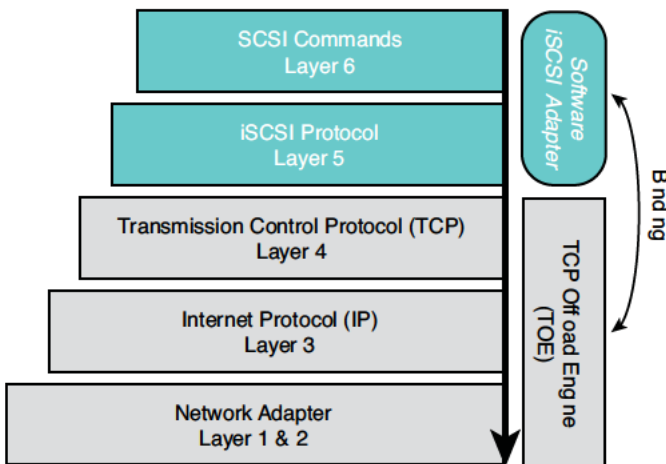 SCSI Commands
Layer 6
iSCSI Protocol
Layer 5
Transmission Control Protocol (TCP)
Layer 4
Internet Protocol (IP)
Layer 3
Network Adapter
Layer 1 & 2
Software
iSCSI Adapter
TCP Off oad Eng ne
(TOE)
B nd ng